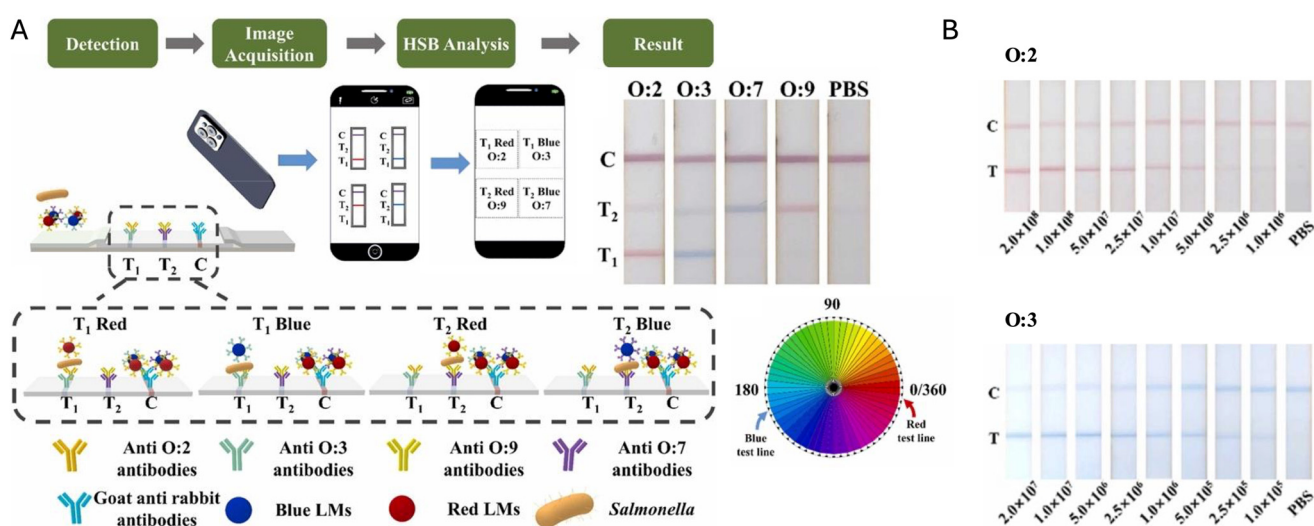 A
Detection
Image
Acquisition
HSB Analysis
Result
C
T2
T1
C
T2
T1
C
T2
T1
C
T2
T1
T1 Red
O:2
T1 Blue
O:3
T2 Red
O:9
T2 Blue
O:7
O:2 O:3 O:7 O:9 PBS
C
T2
T1
T1 T2 C
T1 Red T1 Blue T2 Red T2 Blue
T1 T2 C T1 T2 C T1 T2 C T1 T2 C
90
180
0/360
Blue
test line
Red
test line
Anti O:2
antibodies
Anti O:3
antibodies
Anti O:9
antibodies
Anti O:7
antibodies
Goat anti rabbit
antibodies
Blue LMs
Red LMs
Salmonella
B
O:2
C
T
2.0×10⁸ 1.0×10⁸ 5.0×10⁷ 2.5×10⁷ 1.0×10⁷ 5.0×10⁶ 2.5×10⁶ 1.0×10⁶ PBS
O:3
C
T
2.0×10⁷ 1.0×10⁷ 5.0×10⁶ 2.5×10⁶ 1.0×10⁶ 5.0×10⁵ 2.5×10⁵ 1.0×10⁵ PBS